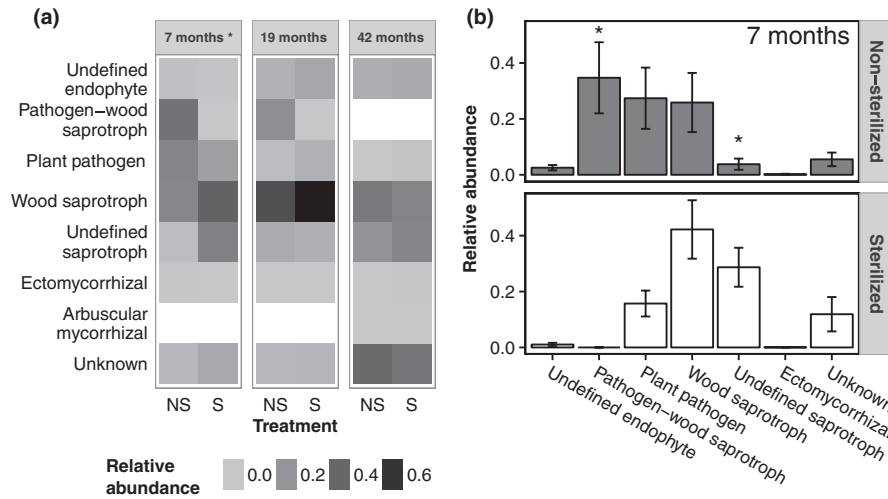 (a)
7 months * 19 months 42 months
Undefined
endophyte
Pathogen–wood
saprotroph
Plant pathogen
Wood saprotroph
Undefined
saprotroph
Ectomycorrhizal
Arbuscular
mycorrhizal
Unknown
NS S NS S NS S
Treatment
Relative
abundance
0.0 0.2 0.4 0.6
(b)
7 months
Relative abundance
0.4
0.2
0.0
*
*
Non-sterilized
0.4
0.2
0.0
Sterilized
Undefined endophyte
Pathogen–wood saprotroph
Plant pathogen
Wood saprotroph
Undefined saprotroph
Ectomycorrhizal
Unknown